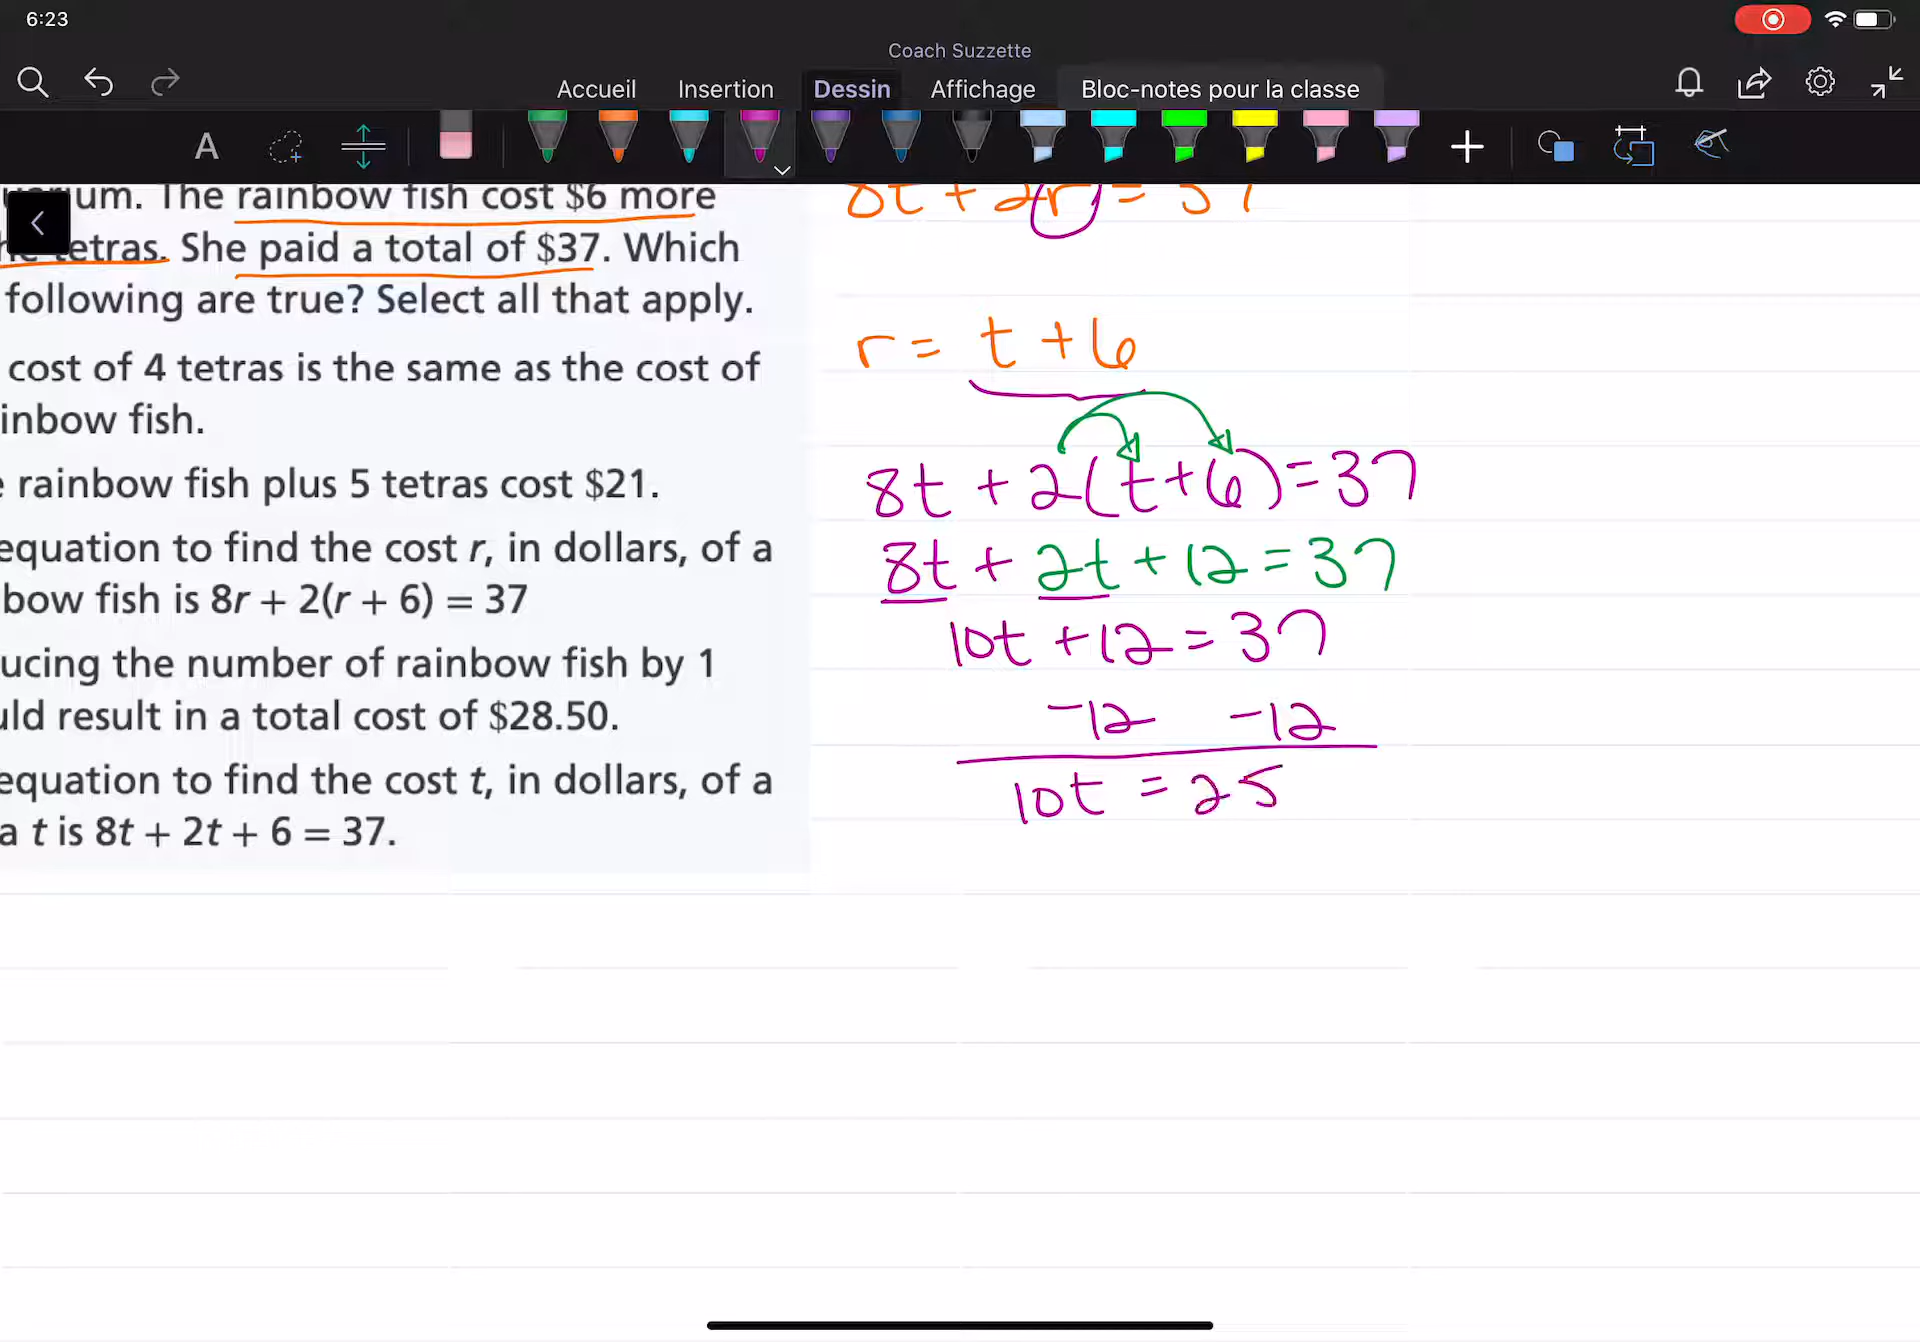 6:23
Coach Suzzette
Accueil Insertion Dessin Affichage Bloc-notes pour la classe
A
um. The rainbow fish cost $6 more
tetras. She paid a total of $37. Which
following are true? Select all that apply.
cost of 4 tetras is the same as the cost of
inbow fish.
e rainbow fish plus 5 tetras cost $21.
equation to find the cost r, in dollars, of a
bow fish is 8r + 2(r + 6) = 37
ucing the number of rainbow fish by 1
uld result in a total cost of $28.50.
equation to find the cost t, in dollars, of a
a t is 8t + 2t + 6 = 37.
8t + 2r = 37
r = t + 6
8t + 2(t+6) = 37
8t + 2t + 12 = 37
10t + 12 = 37
-12 -12
10t = 25